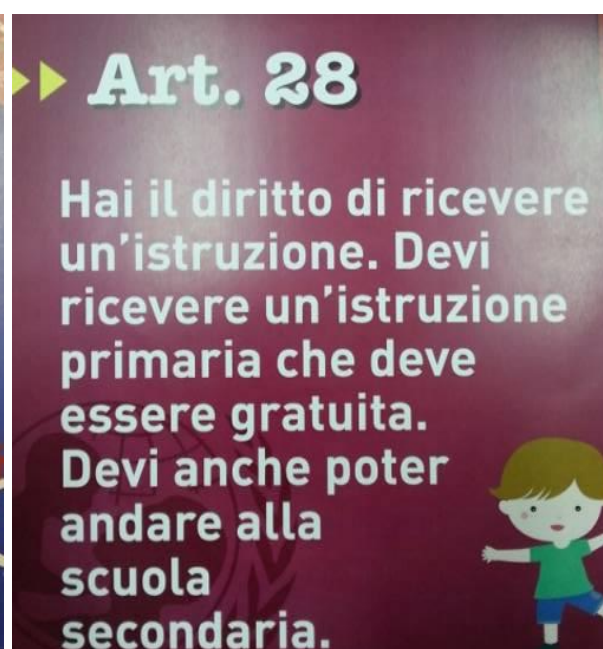 Art. 28
Hai il diritto di ricevere
un'istruzione. Devi
ricevere un'istruzione
primaria che deve
essere gratuita.
Devi anche poter
andare alla
scuola
secondaria.